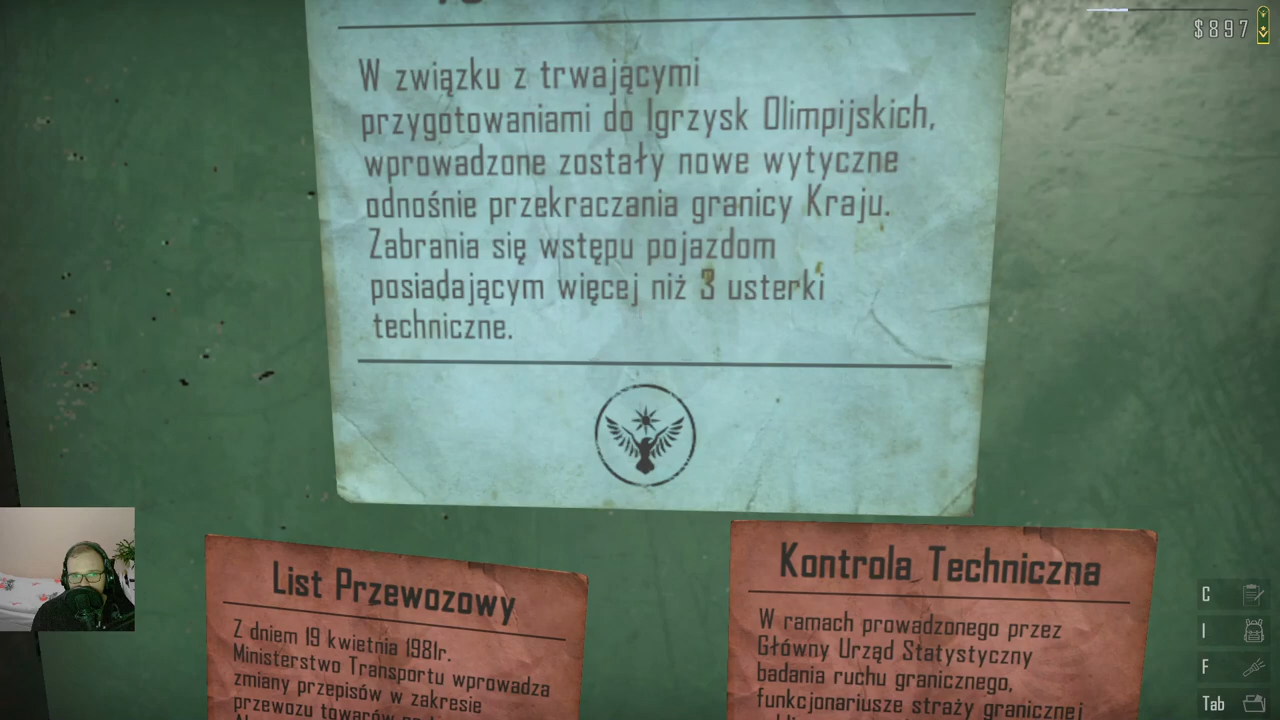 $897
W związku z trwającymi
przygotowaniami do Igrzysk Olimpijskich,
wprowadzone zostały nowe wytyczne
odnośnie przekraczania granicy Kraju.
Zabrania się wstępu pojazdom
posiadającym więcej niż 3 usterki
techniczne.
List Przewozowy
Z dniem 19 kwietnia 1981r.
Ministerstwo Transportu wprowadza
zmiany przepisów w zakresie
przewozu towarów
Kontrola Techniczna
W ramach prowadzonego przez
Główny Urząd Statystyczny
badania ruchu granicznego,
funkcjonariusze straży granicznej
C
I
F
Tab